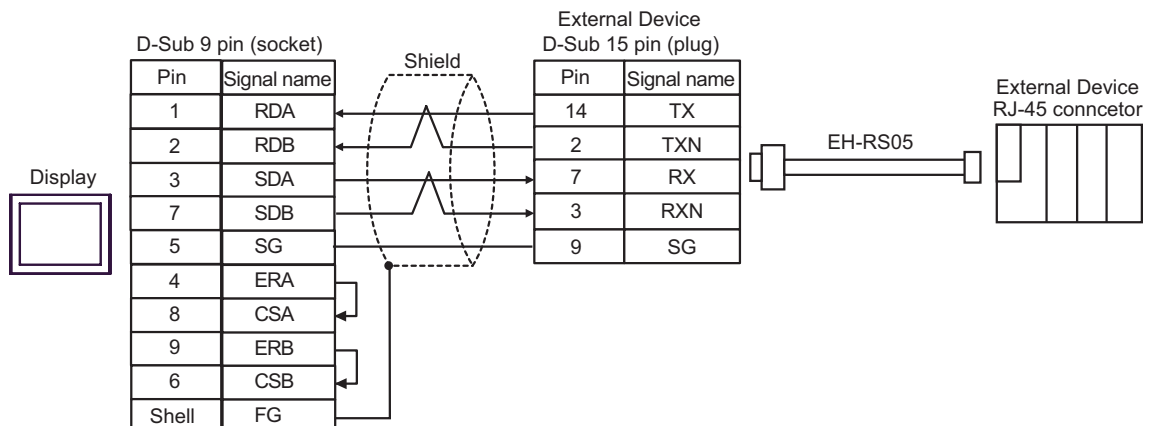 External Device
D-Sub 9 pin (socket)
D-Sub 15 pin (plug)
Shield
Pin Signal name
Pin Signal name
External Device
RJ-45 conncetor
1 RDA
14 TX
2 RDB
2 TXN
EH-RS05
Display
3 SDA
7 RX
7 SDB
3 RXN
5 SG
9 SG
4 ERA
8 CSA
9 ERB
6 CSB
Shell FG